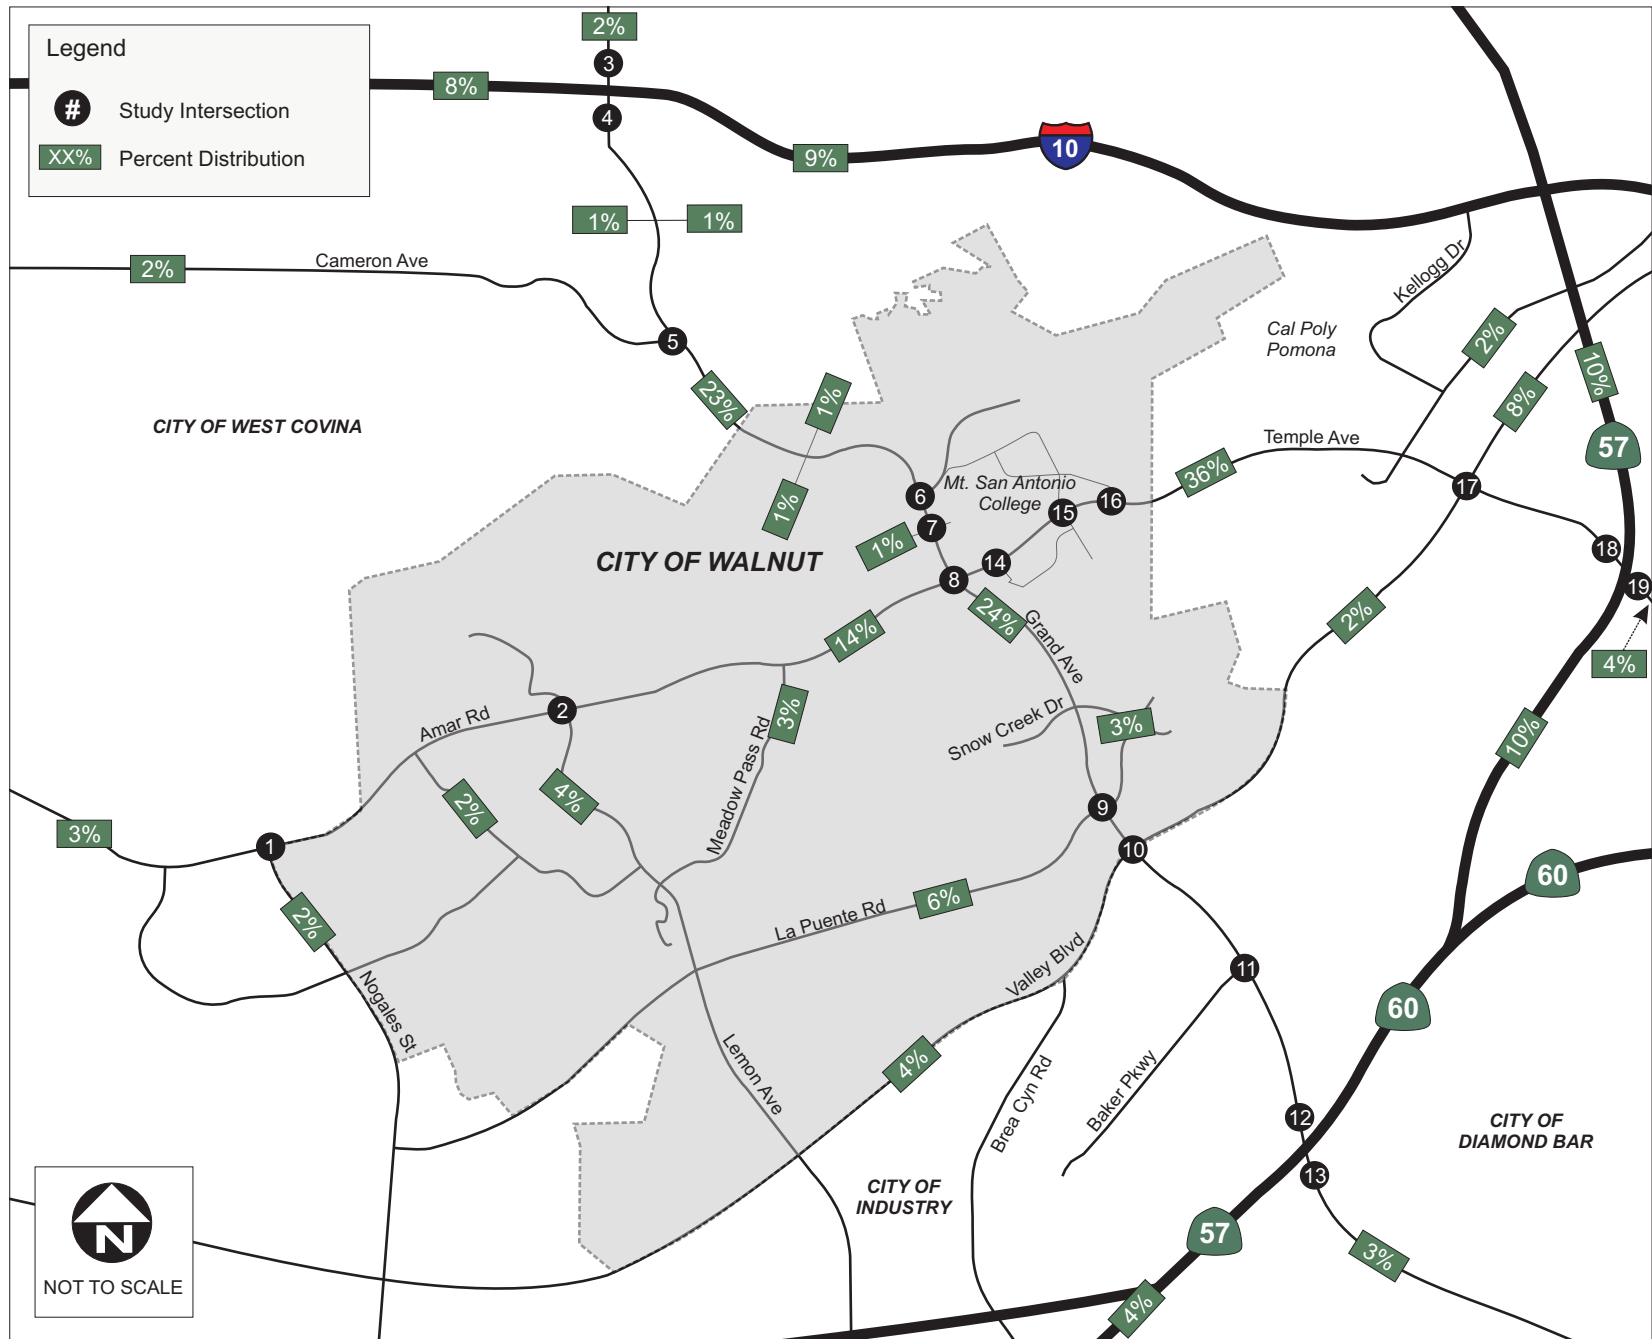 Legend
#
Study Intersection
XX%
Percent Distribution
2%
3
8%
4
9%
10
1%
1%
2%
Cameron Ave
5
23%
1%
1%
CITY OF WEST COVINA
Kellogg Dr
Cal Poly
Pomona
2%
8%
10%
57
Temple Ave
36%
Mt. San Antonio
College
6
7
1%
8
14
15
16
17
18
19
4%
CITY OF WALNUT
14%
24%
Grand Ave
2%
2
Amar Rd
3%
Meadow Pass Rd
Snow Creek Dr
3%
10%
2%
4%
3%
1
9
10
2%
6%
La Puente Rd
Valley Blvd
60
Nogales St
11
60
Lemon Ave
4%
Brea Cyn Rd
Baker Pkwy
12
13
CITY OF
DIAMOND BAR
CITY OF
INDUSTRY
57
3%
4%
N
NOT TO SCALE